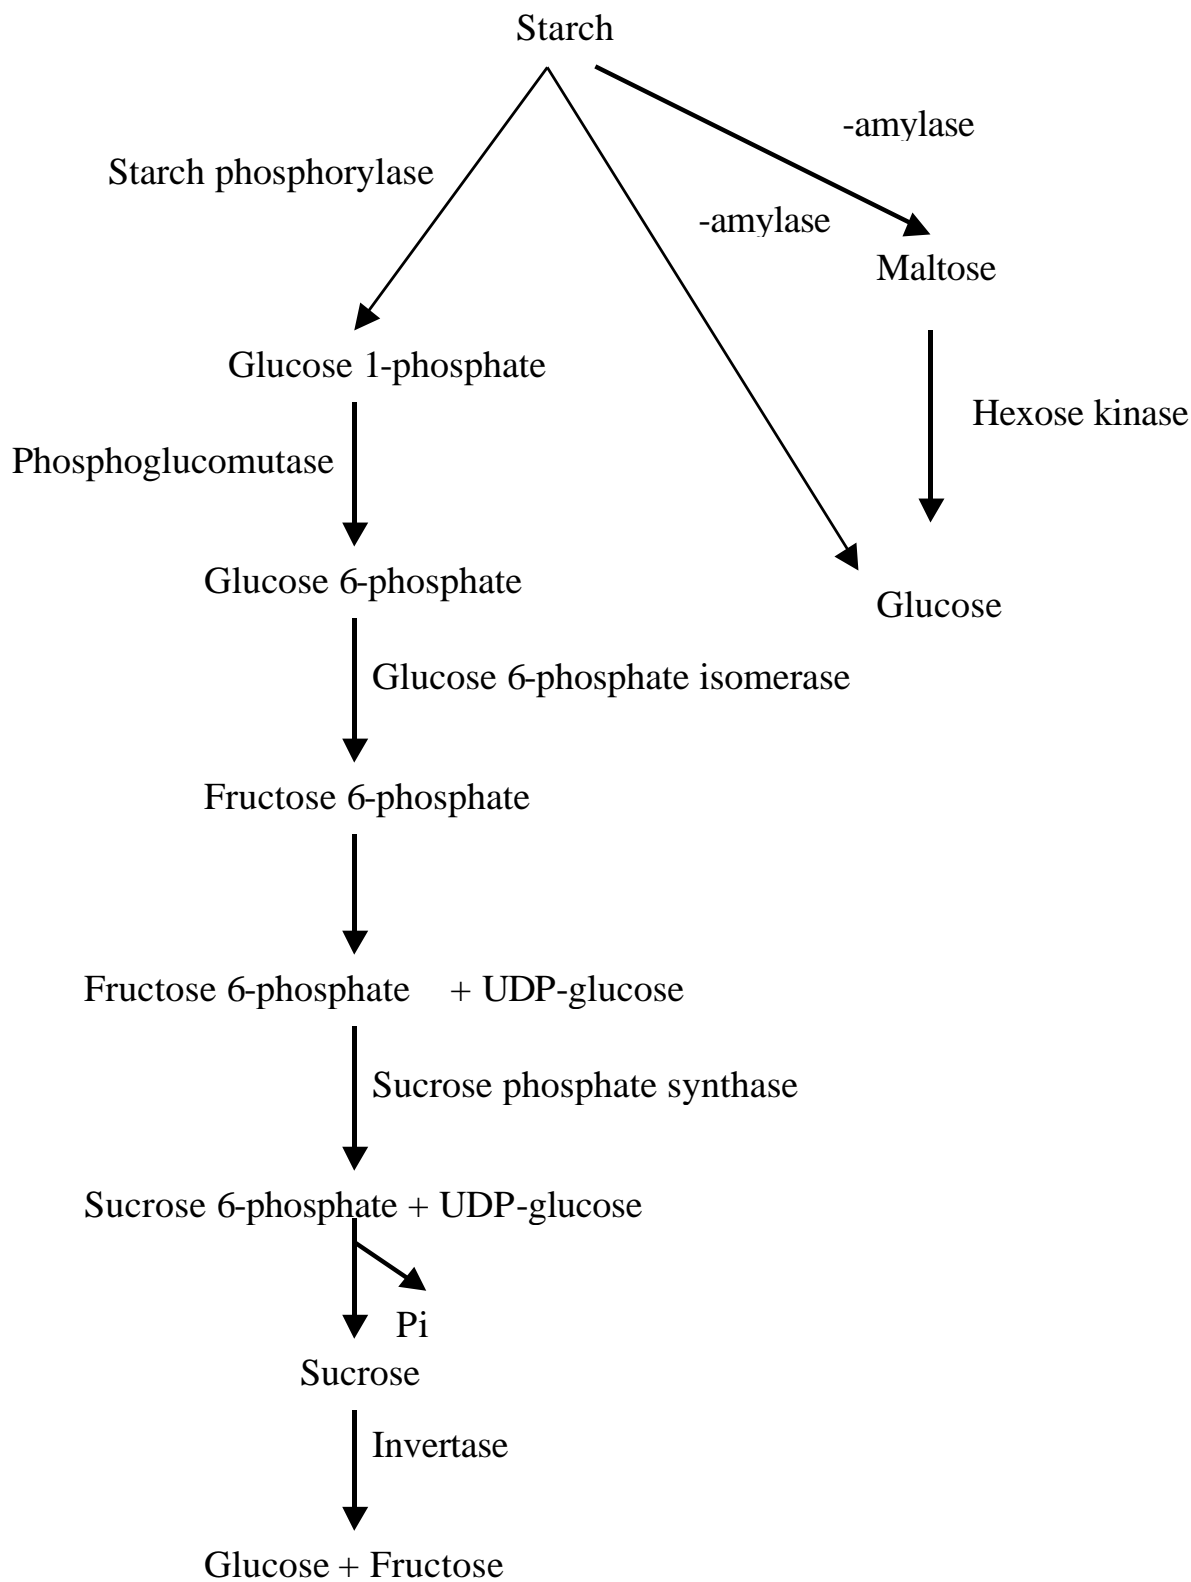 Starch
-amylase
Starch phosphorylase
-amylase
Maltose
Glucose 1-phosphate
Hexose kinase
Phosphoglucomutase
Glucose 6-phosphate
Glucose
Glucose 6-phosphate isomerase
Fructose 6-phosphate
Fructose 6-phosphate + UDP-glucose
Sucrose phosphate synthase
Sucrose 6-phosphate + UDP-glucose
Pi
Sucrose
Invertase
Glucose + Fructose